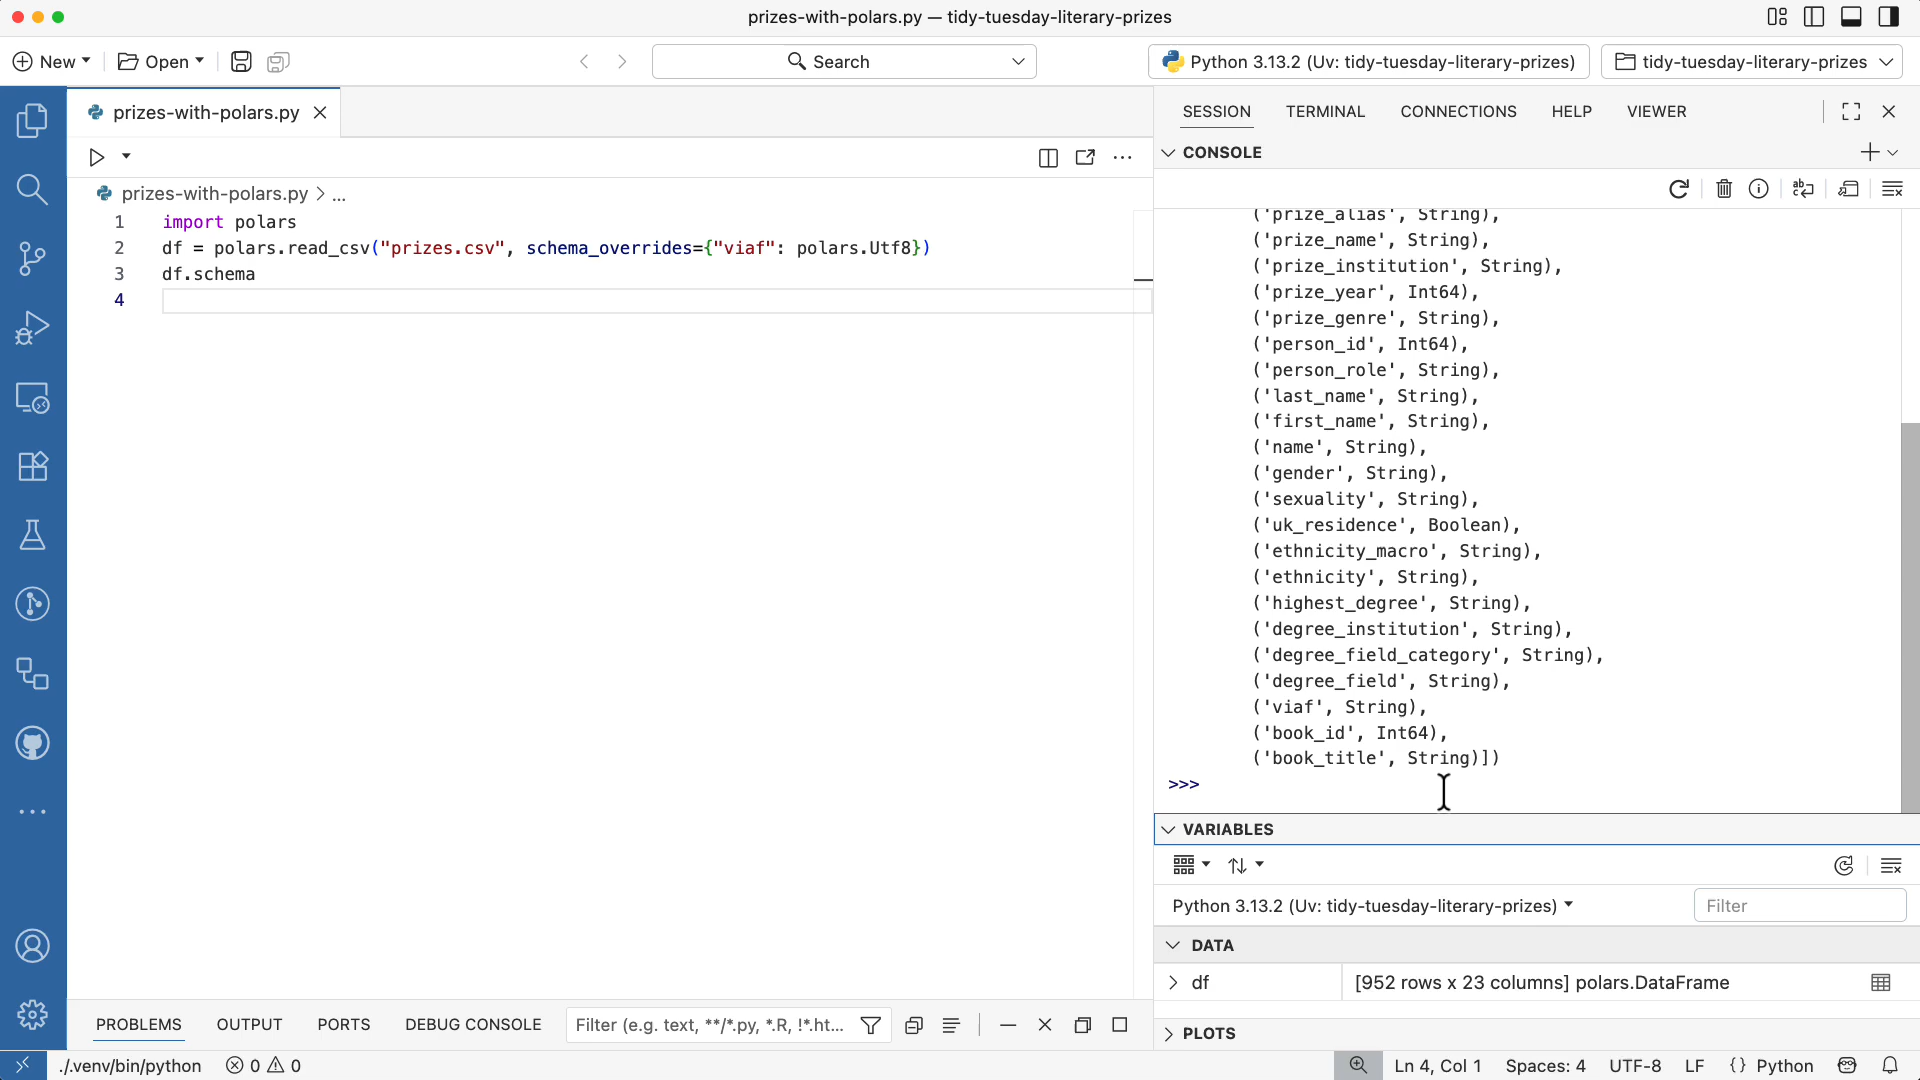 prizes-with-polars.py — tidy-tuesday-literary-prizes
New
Open
Search
Python 3.13.2 (Uv: tidy-tuesday-literary-prizes)
tidy-tuesday-literary-prizes
prizes-with-polars.py
SESSION TERMINAL CONNECTIONS HELP VIEWER
CONSOLE
prizes-with-polars.py > ...
1 import polars
2 df = polars.read_csv("prizes.csv", schema_overrides={"viaf": polars.Utf8})
3 df.schema
4
('prize_alias', String),
('prize_name', String),
('prize_institution', String),
('prize_year', Int64),
('prize_genre', String),
('person_id', Int64),
('person_role', String),
('last_name', String),
('first_name', String),
('name', String),
('gender', String),
('sexuality', String),
('uk_residence', Boolean),
('ethnicity_macro', String),
('ethnicity', String),
('highest_degree', String),
('degree_institution', String),
('degree_field_category', String),
('degree_field', String),
('viaf', String),
('book_id', Int64),
('book_title', String)])
>>>
VARIABLES
Python 3.13.2 (Uv: tidy-tuesday-literary-prizes)
Filter
DATA
df [952 rows x 23 columns] polars.DataFrame
PLOTS
PROBLEMS OUTPUT PORTS DEBUG CONSOLE
Filter (e.g. text, **/*.py, *.R, !*.ht...
./.venv/bin/python 0 0
Ln 4, Col 1 Spaces: 4 UTF-8 LF {} Python